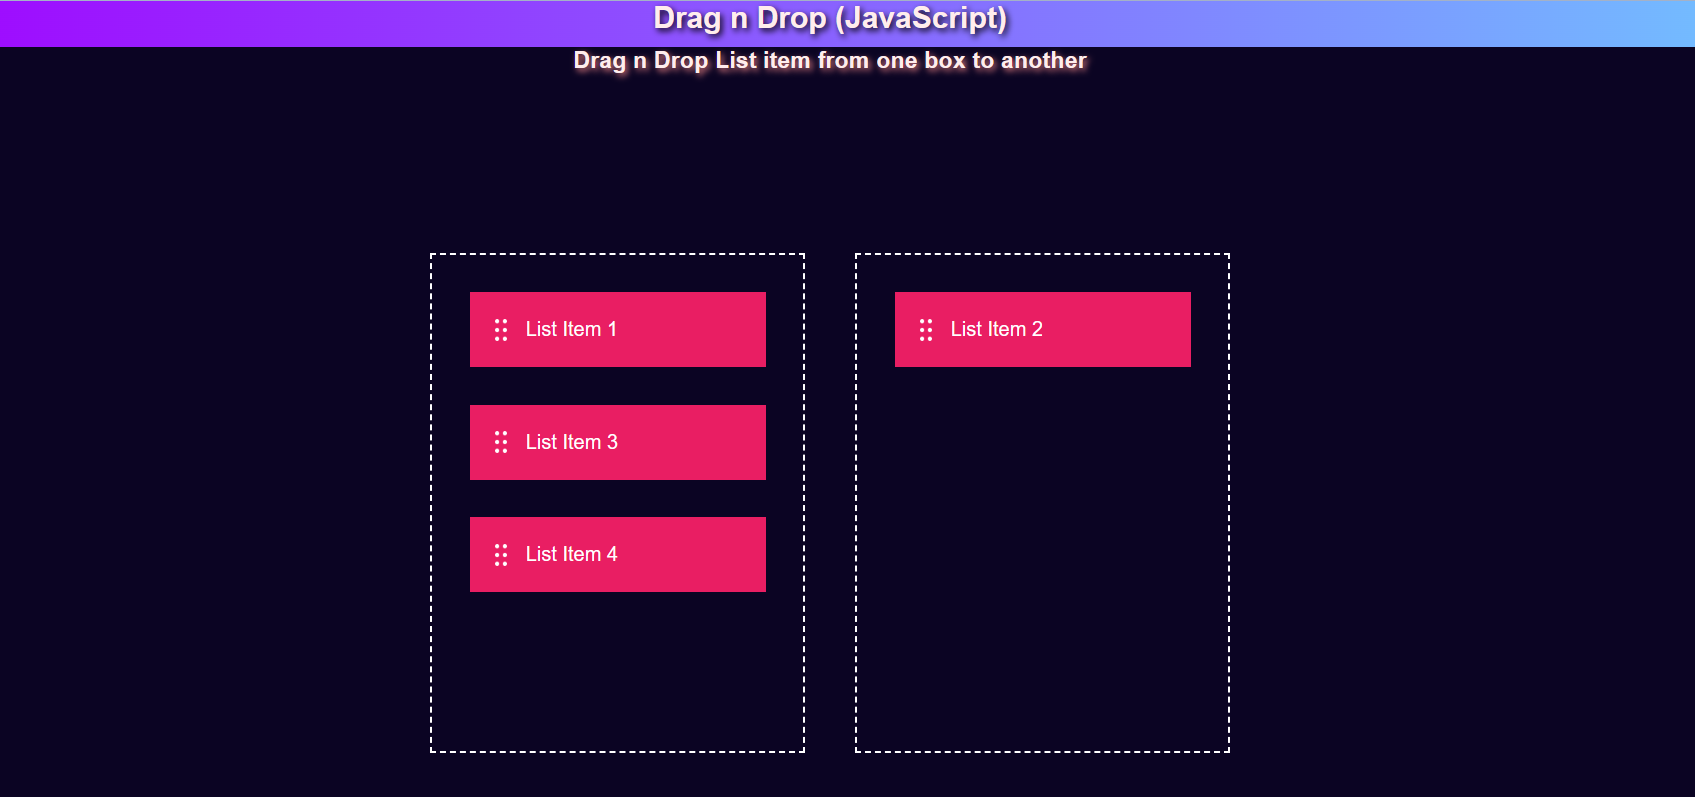 Drag n Drop (JavaScript)
Drag n Drop List item from one box to another
List Item 1
List Item 3
List Item 4
List Item 2